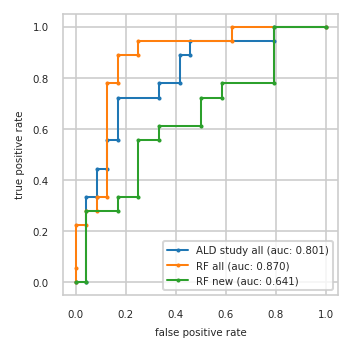 1.0
0.8
0.6
0.4
0.2
0.0
true positive rate
ALD study all (auc: 0.801)
RF all (auc: 0.870)
RF new (auc: 0.641)
0.0 0.2 0.4 0.6 0.8 1.0
false positive rate